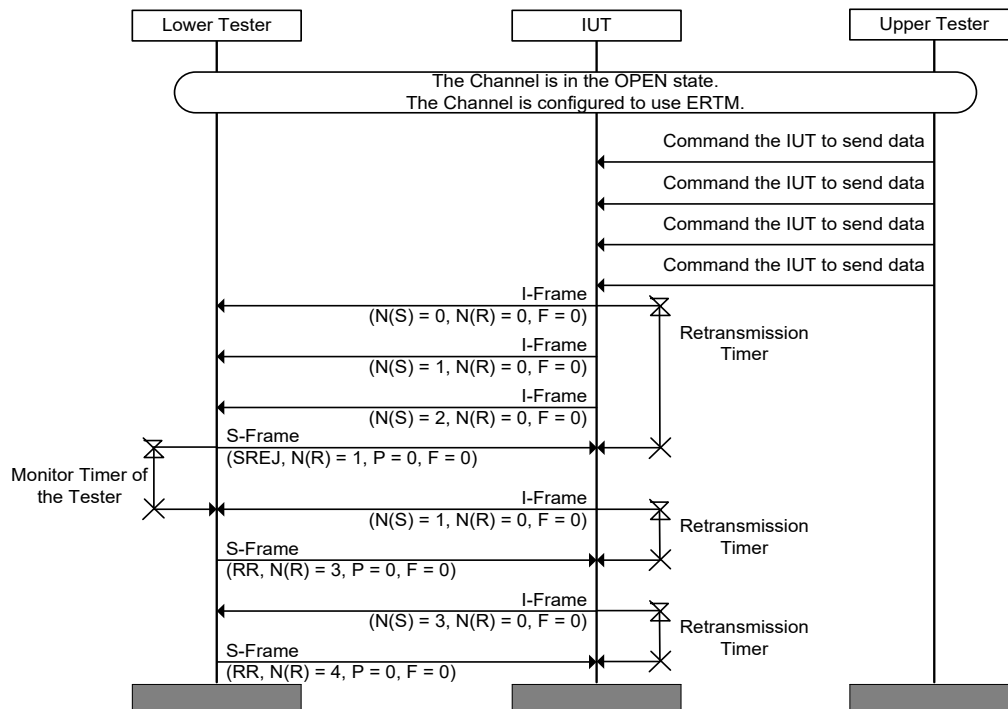 Lower Tester
IUT
Upper Tester
The Channel is in the OPEN state.
The Channel is configured to use ERTM.
Command the IUT to send data
Command the IUT to send data
Command the IUT to send data
Command the IUT to send data
I-Frame
(N(S) = 0, N(R) = 0, F = 0)
Retransmission
Timer
I-Frame
(N(S) = 1, N(R) = 0, F = 0)
I-Frame
(N(S) = 2, N(R) = 0, F = 0)
S-Frame
(SREJ, N(R) = 1, P = 0, F = 0)
Monitor Timer of
the Tester
I-Frame
(N(S) = 1, N(R) = 0, F = 0)
Retransmission
Timer
S-Frame
(RR, N(R) = 3, P = 0, F = 0)
I-Frame
(N(S) = 3, N(R) = 0, F = 0)
Retransmission
Timer
S-Frame
(RR, N(R) = 4, P = 0, F = 0)